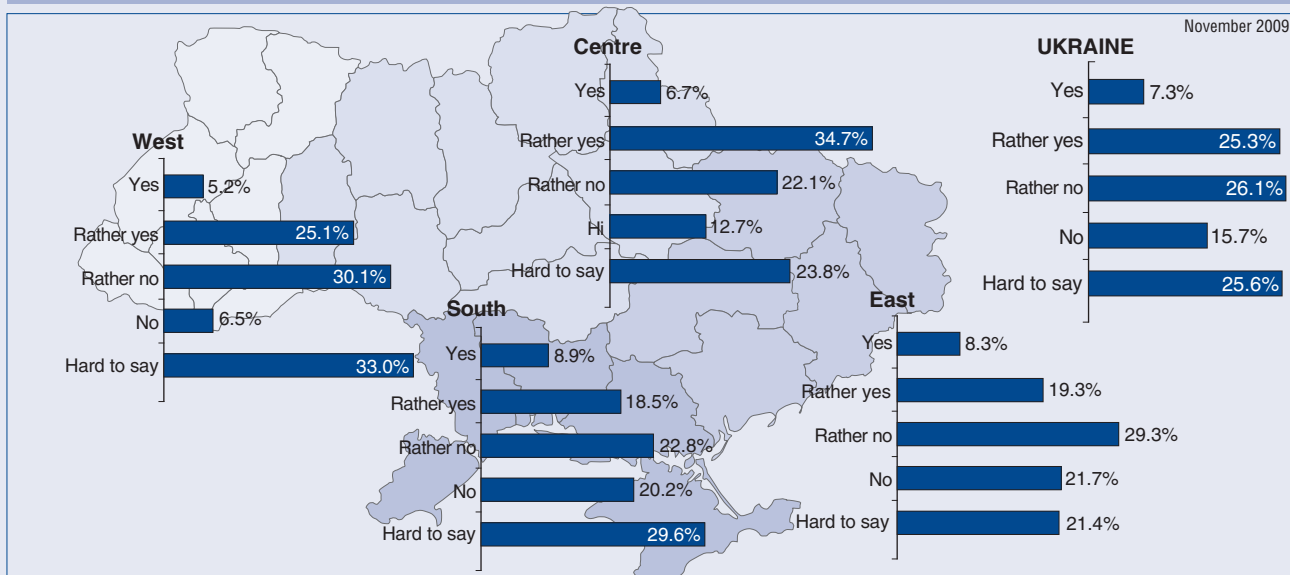 November 2009
Centre
Yes 6.7%
Rather yes 34.7%
Rather no 22.1%
Hi 12.7%
Hard to say 23.8%
UKRAINE
Yes 7.3%
Rather yes 25.3%
Rather no 26.1%
No 15.7%
Hard to say 25.6%
West
Yes 5.2%
Rather yes 25.1%
Rather no 30.1%
No 6.5%
Hard to say 33.0%
South
Yes 8.9%
Rather yes 18.5%
Rather no 22.8%
No 20.2%
Hard to say 29.6%
East
Yes 8.3%
Rather yes 19.3%
Rather no 29.3%
No 21.7%
Hard to say 21.4%